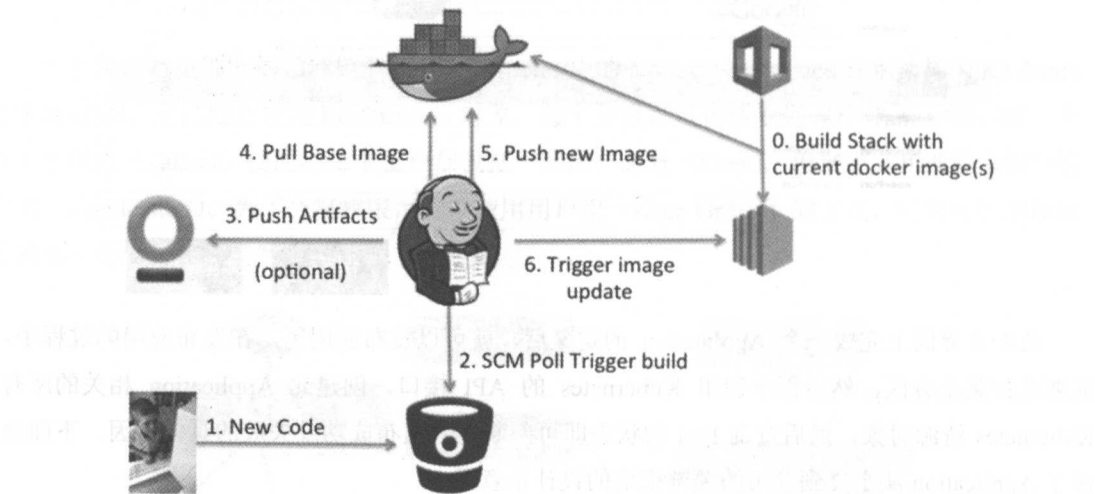 4. Pull Base Image
5. Push new Image
0. Build Stack with
current docker image(s)
3. Push Artifacts
(optional)
6. Trigger image
update
2. SCM Poll Trigger build
1. New Code